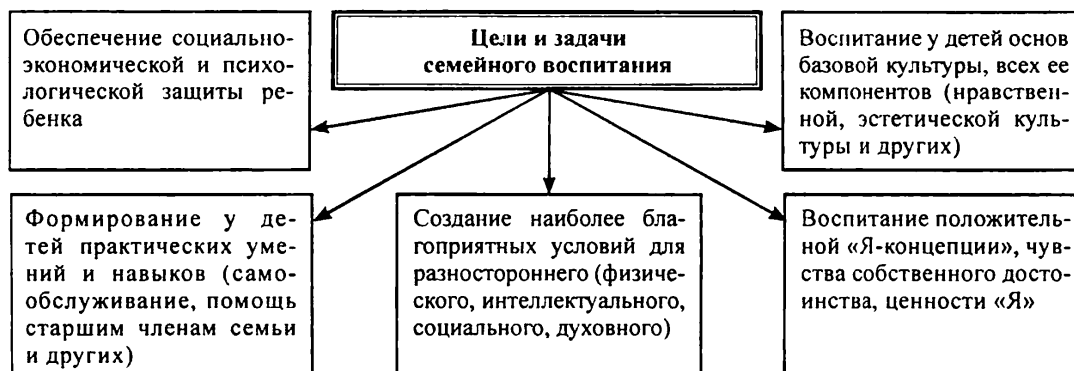 Цели и задачи
семейного воспитания
Обеспечение социально-
экономической и психо-
логической защиты ре-
бенка
Воспитание у детей основ
базовой культуры, всех ее
компонентов (нравствен-
ной, эстетической куль-
туры и других)
Формирование у де-
тей практических уме-
ний и навыков (само-
обслуживание, помощь
старшим членам семьи
и других)
Создание наиболее бла-
гоприятных условий для
разностороннего (физиче-
ского, интеллектуального,
социального, духовного)
Воспитание положитель-
ной «Я-концепции», чув-
ства собственного досто-
инства, ценности «Я»